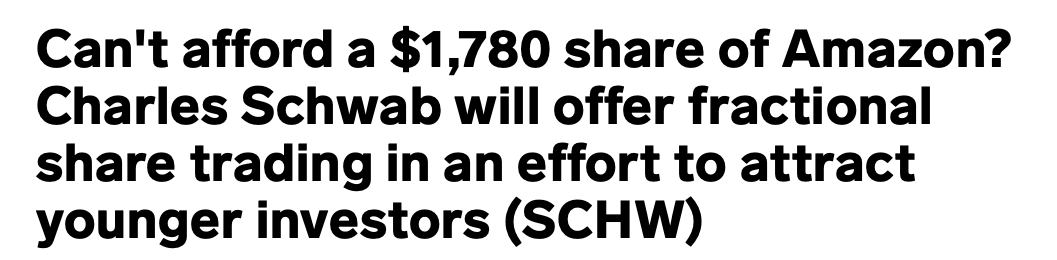 Can't afford a $1,780 share of Amazon?
Charles Schwab will offer fractional
share trading in an effort to attract
younger investors (SCHW)